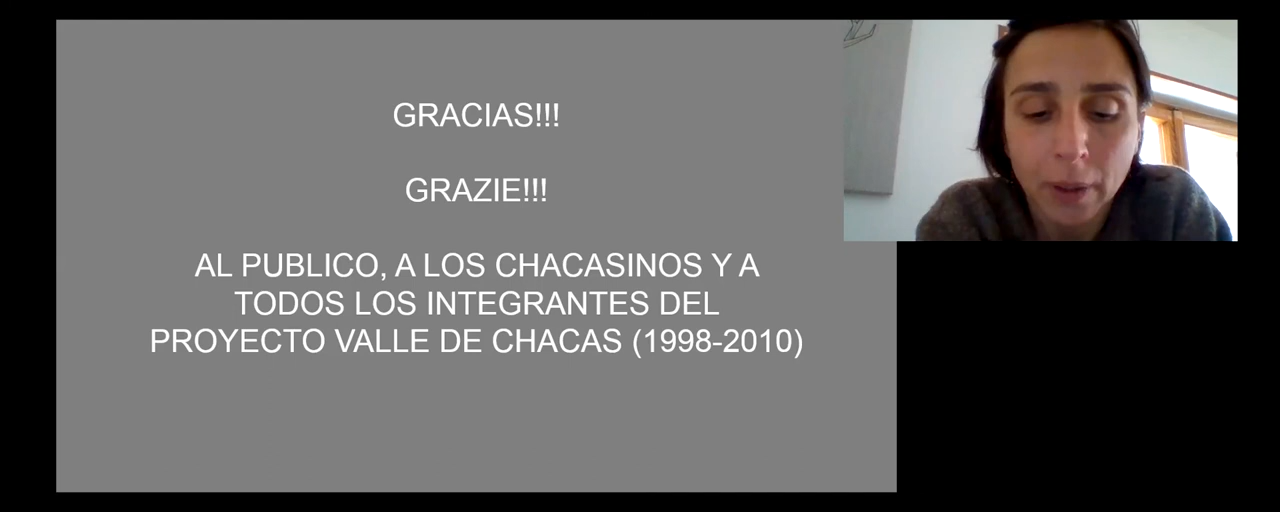 GRACIAS!!!
GRAZIE!!!
AL PUBLICO, A LOS CHACASINOS Y A
TODOS LOS INTEGRANTES DEL
PROYECTO VALLE DE CHACAS (1998-2010)